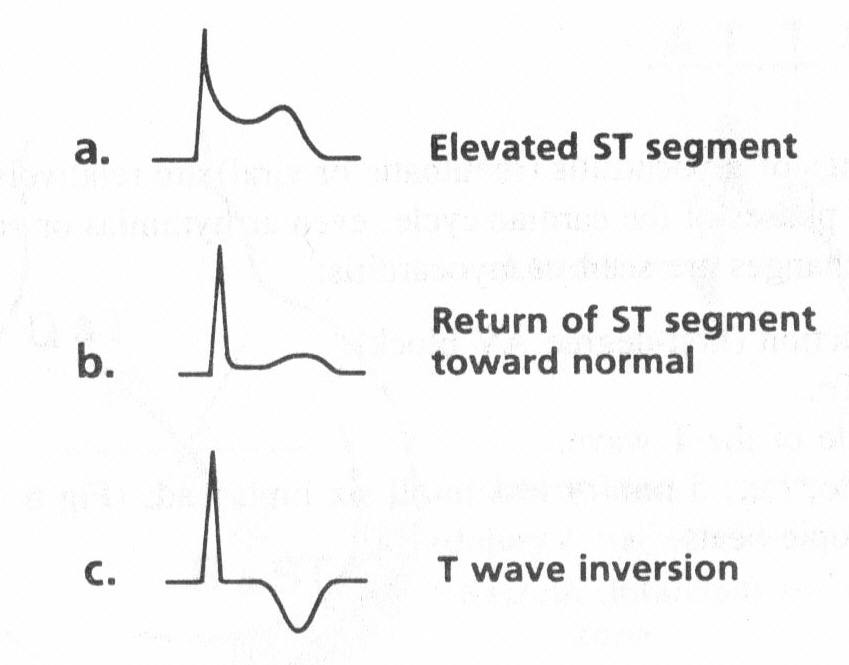 a. Elevated ST segment
b. Return of ST segment
toward normal
c. T wave inversion